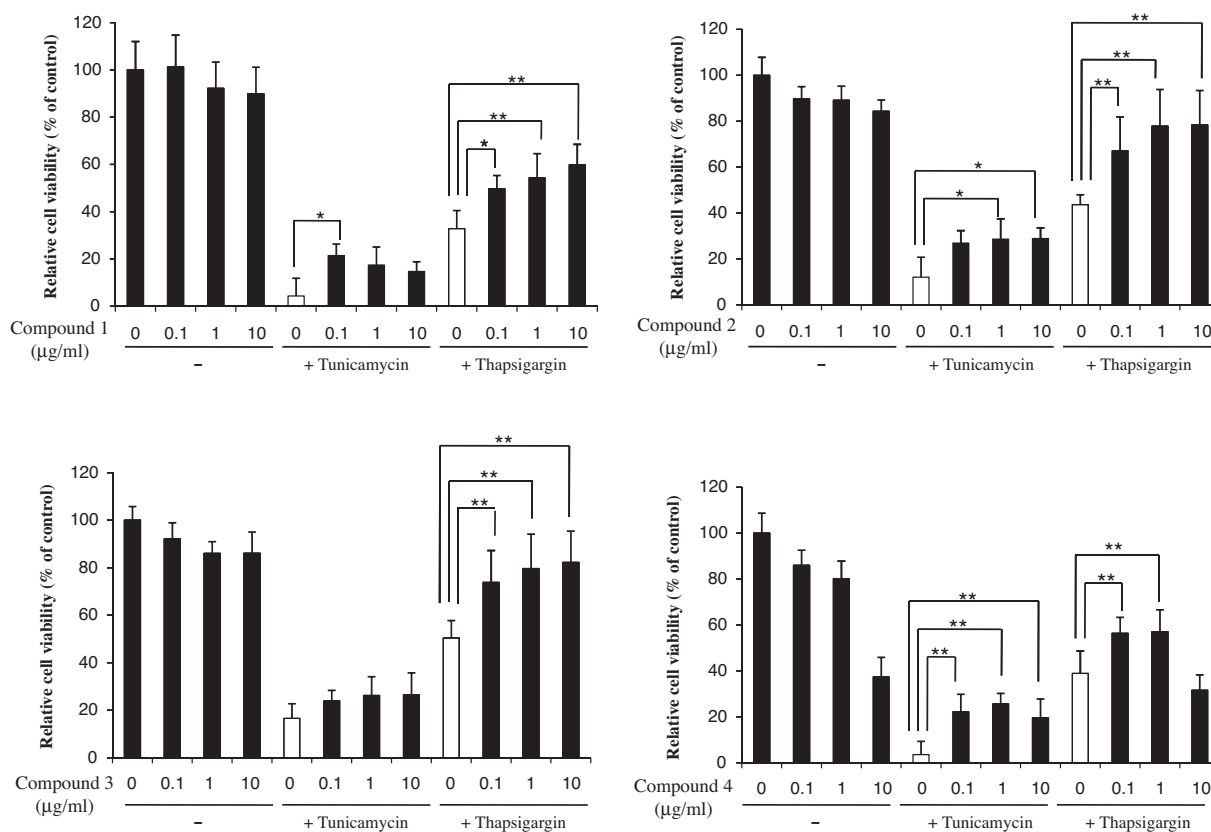 Relative cell viability (% of control)
120
100
80
60
40
20
0
*
*
**
**
Compound 1
(μg/ml)
0 0.1 1 10 0 0.1 1 10 0 0.1 1 10
– + Tunicamycin + Thapsigargin
Relative cell viability (% of control)
120
100
80
60
40
20
0
*
*
**
**
**
Compound 2
(μg/ml)
0 0.1 1 10 0 0.1 1 10 0 0.1 1 10
– + Tunicamycin + Thapsigargin
Relative cell viability (% of control)
120
100
80
60
40
20
0
**
**
**
Compound 3
(μg/ml)
0 0.1 1 10 0 0.1 1 10 0 0.1 1 10
– + Tunicamycin + Thapsigargin
Relative cell viability (% of control)
120
100
80
60
40
20
0
**
**
**
**
**
Compound 4
(μg/ml)
0 0.1 1 10 0 0.1 1 10 0 0.1 1 10
– + Tunicamycin + Thapsigargin